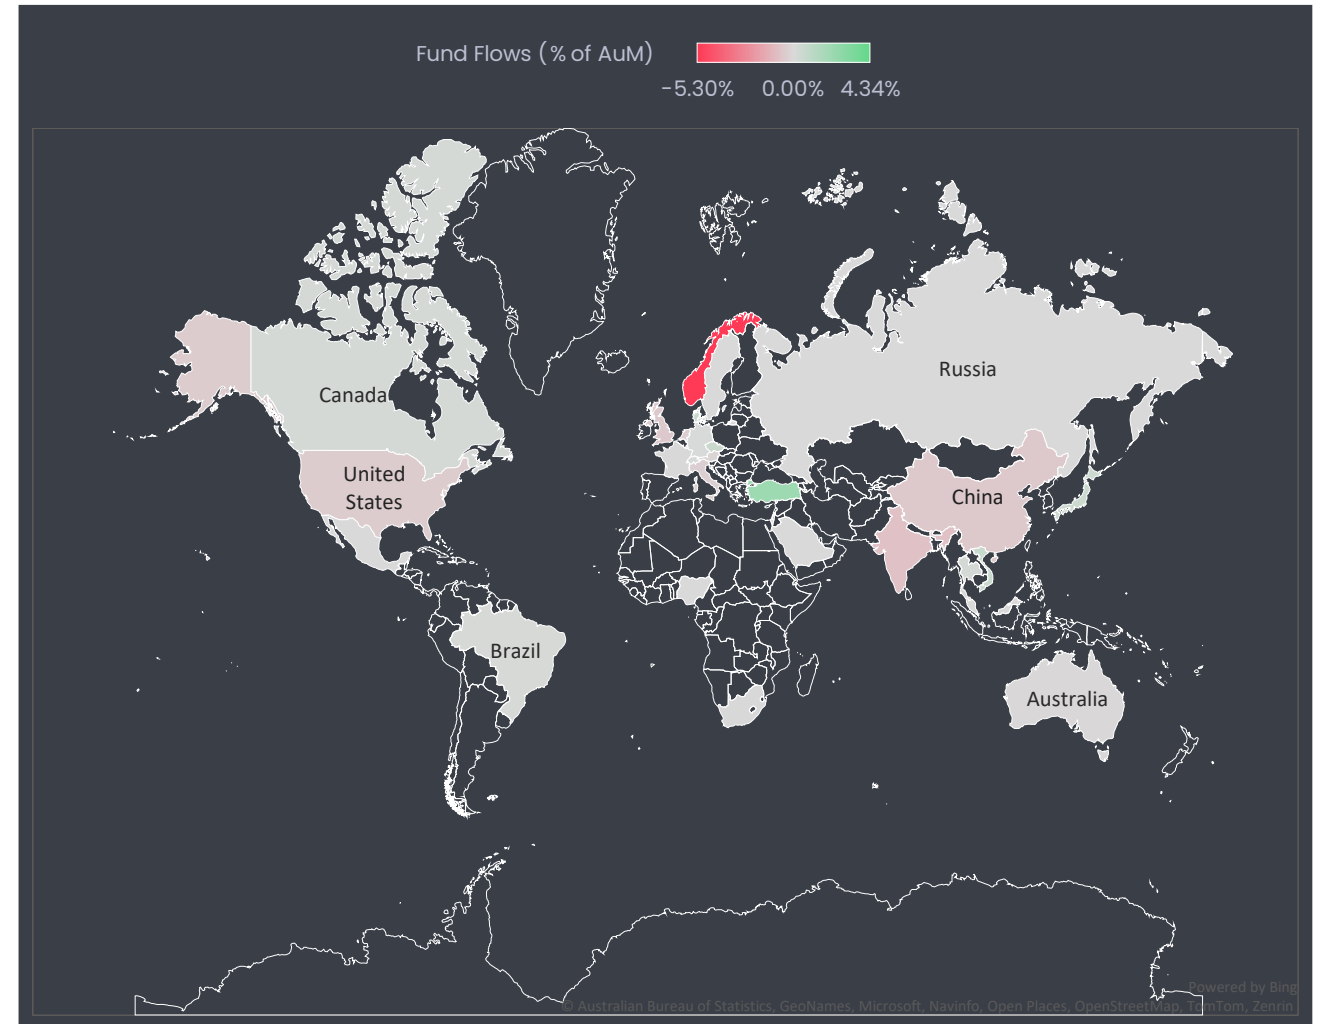 Fund Flows (% of AuM)
-5.30% 0.00% 4.34%
Canada
Russia
United
States
China
Brazil
Australia
Powered by Bing
© Australian Bureau of Statistics, GeoNames, Microsoft, Navinfo, Open Places, OpenStreetMap, TomTom, Zenrin